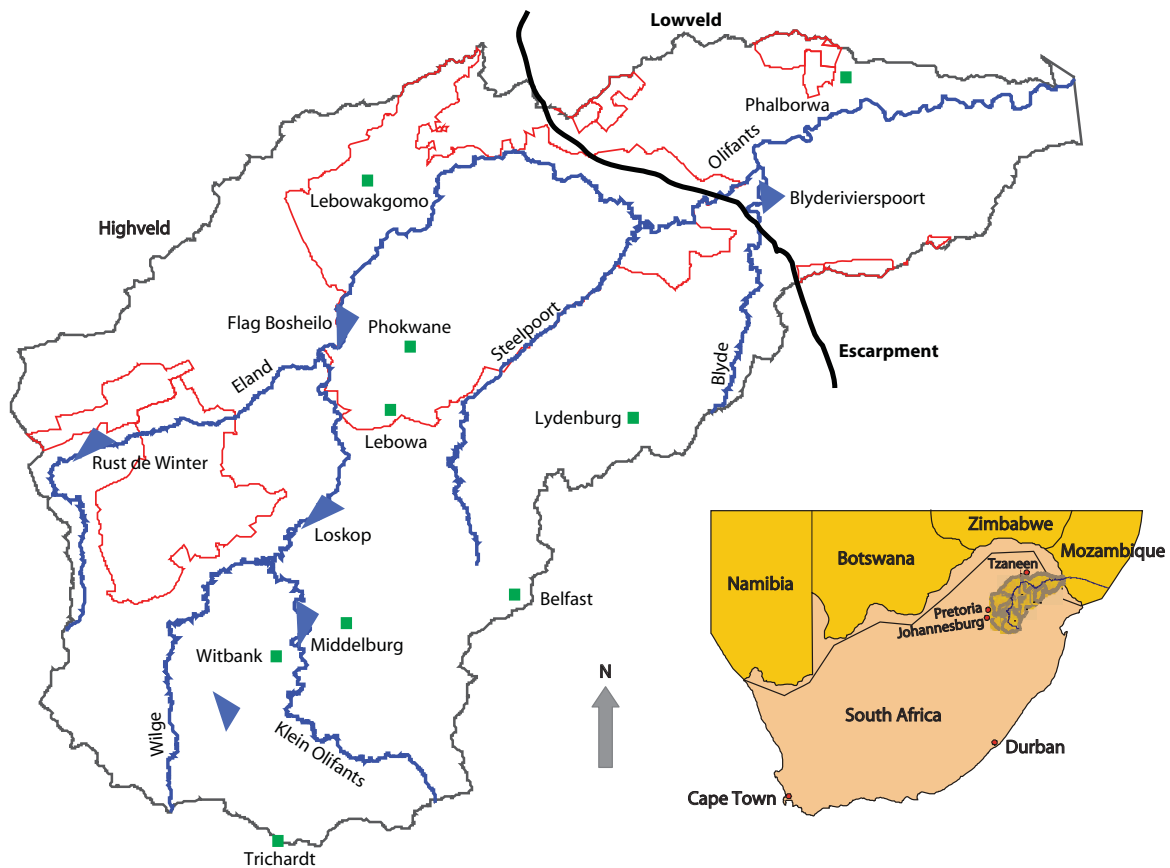 Lowveld
Phalborwa
Olifants
Lebowakgomo
Blyderivierspoort
Highveld
Flag Bosheilo
Phokwane
Steelpoort
Escarpment
Eland
Blyde
Lebowa
Lydenburg
Rust de Winter
Loskop
Belfast
Middelburg
Witbank
Wilge
Klein Olifants
Trichardt
N
Zimbabwe
Botswana
Mozambique
Tzaneen
Namibia
Pretoria
Johannesburg
South Africa
Durban
Cape Town